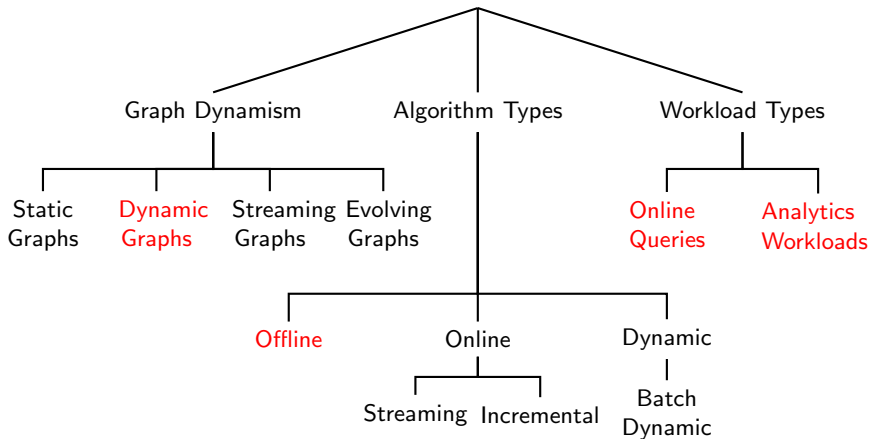 Graph Dynamism
Algorithm Types
Workload Types
Static
Graphs
Dynamic
Graphs
Streaming
Graphs
Evolving
Graphs
Online
Queries
Analytics
Workloads
Offline
Online
Dynamic
Streaming
Incremental
Batch
Dynamic